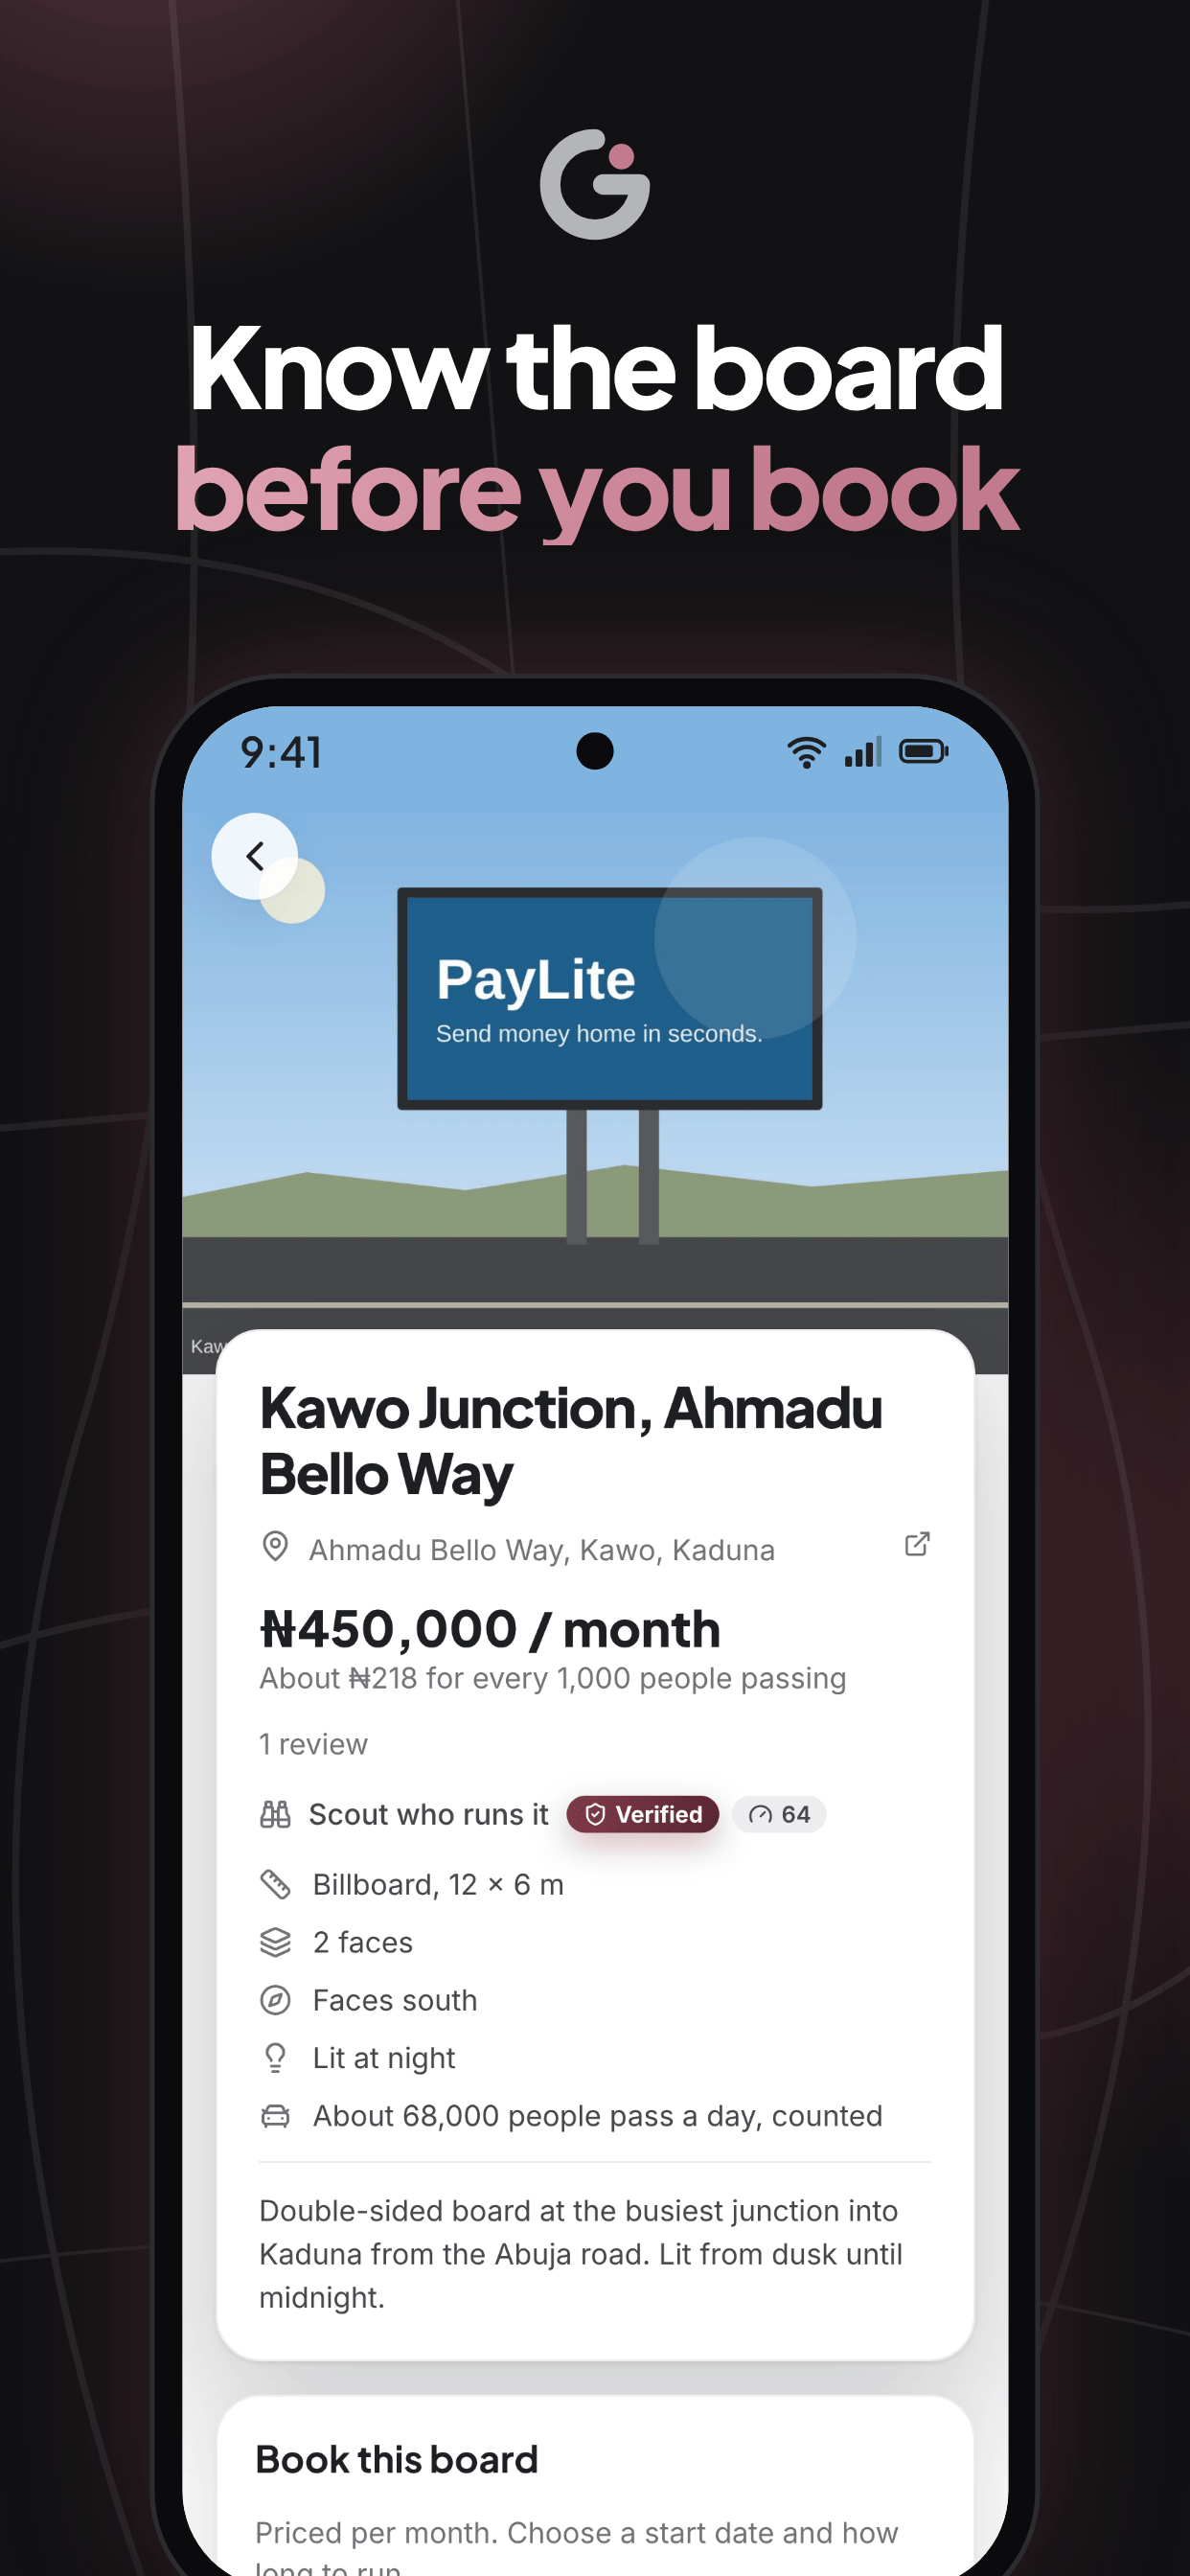 Know the board
before you book
9:41
PayLite
Send money home in seconds.
Kawo Junction, Ahmadu
Bello Way
Ahmadu Bello Way, Kawo, Kaduna
₦450,000 / month
About ₦218 for every 1,000 people passing
1 review
Scout who runs it Verified 64
Billboard, 12 × 6 m
2 faces
Faces south
Lit at night
About 68,000 people pass a day, counted
Double-sided board at the busiest junction into
Kaduna from the Abuja road. Lit from dusk until
midnight.
Book this board
Priced per month. Choose a start date and how
long to run